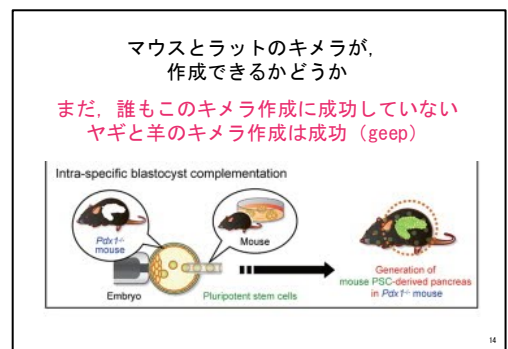 マウスとラットのキメラが，
作成できるかどうか
まだ，誰もこのキメラ作成に成功していない
ヤギと羊のキメラ作成は成功（geep）
Intra-specific blastocyst complementation
Pdx1-/-
mouse
Mouse
Embryo
Pluripotent stem cells
Generation of
mouse PSC-derived pancreas
in Pdx1-/- mouse
14